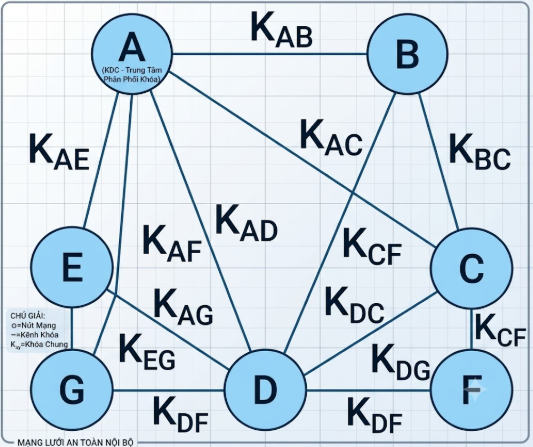 K_AB
A
(KDC - Trung Tâm
Phân Phối Khóa)
B
K_AE
K_AC
K_BC
K_AF
K_AD
K_CF
E
C
K_AG
K_DC
CHÚ GIẢI:
o=Nút Mạng
—=Kênh Khóa
K_xy=Khóa Chung
K_EG
K_CF
K_DG
G
D
F
K_DF
K_DF
MẠNG LƯỚI AN TOÀN NỘI BỘ